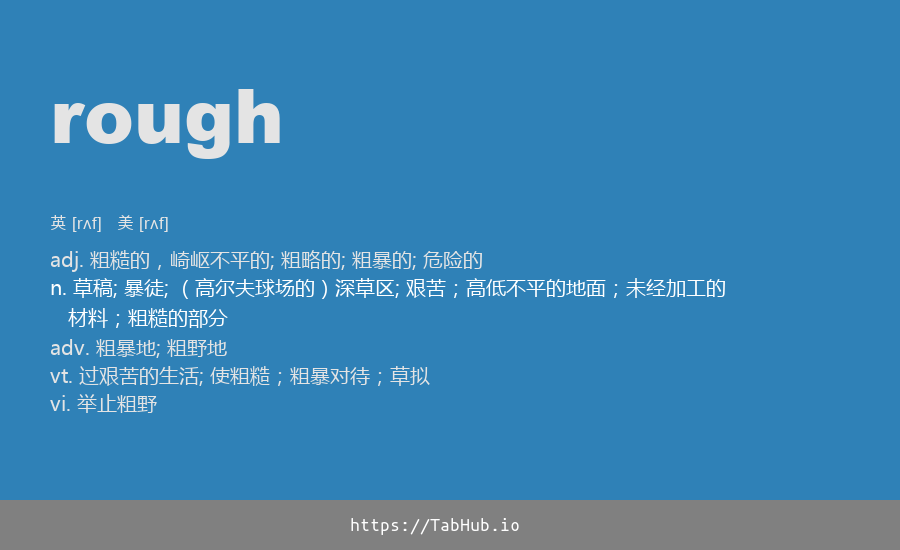 rough
英 [rʌf] 美 [rʌf]
adj. 粗糙的，崎岖不平的; 粗略的; 粗暴的; 危险的
n. 草稿; 暴徒; （高尔夫球场的）深草区; 艰苦；高低不平的地面；未经加工的
材料；粗糙的部分
adv. 粗暴地; 粗野地
vt. 过艰苦的生活; 使粗糙；粗暴对待；草拟
vi. 举止粗野
https://TabHub.io